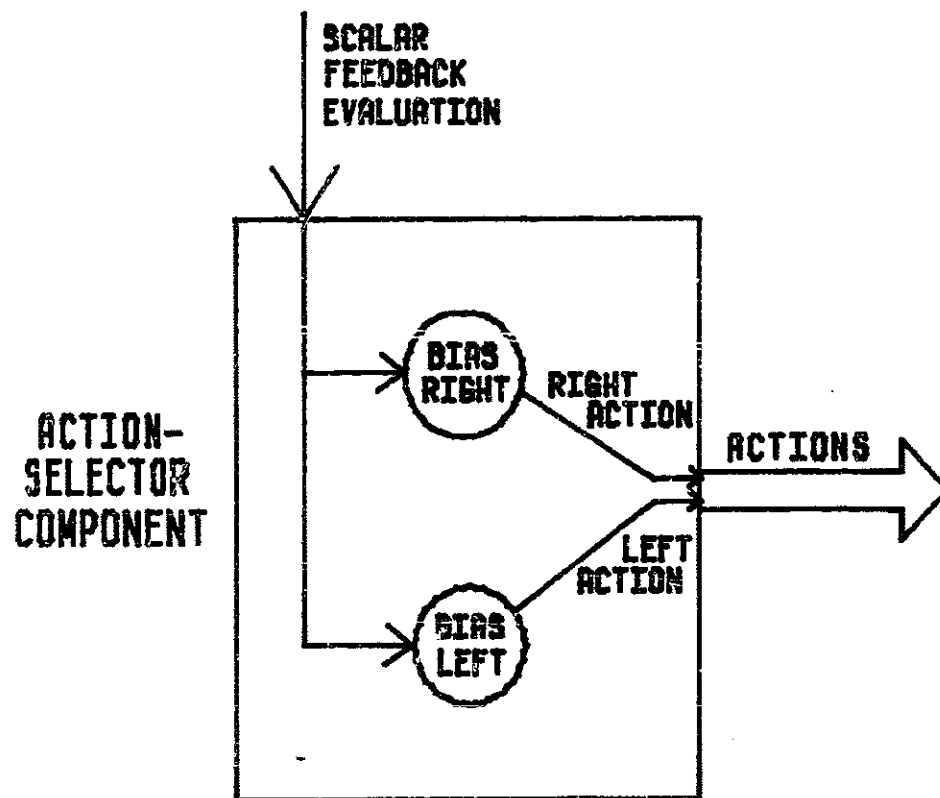 SCALAR
FEEDBACK
EVALUATION
BIAS
RIGHT
RIGHT
ACTION
ACTION-
SELECTOR
COMPONENT
ACTIONS
LEFT
ACTION
BIAS
LEFT